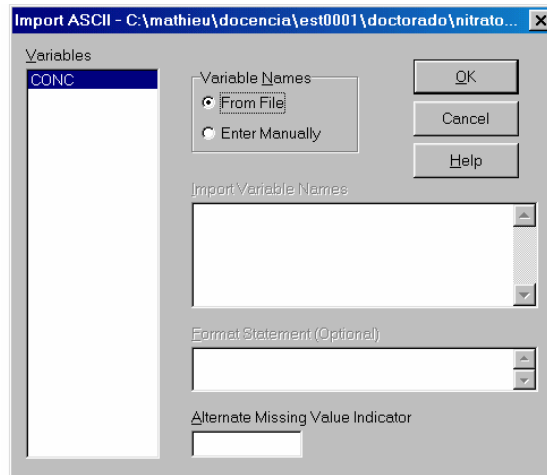 Import ASCII - C:\mathieu\docencia\est0001\doctorado\nitrato...
Variables
CONC
Variable Names
From File
Enter Manually
OK
Cancel
Help
Import Variable Names
Format Statement (Optional)
Alternate Missing Value Indicator